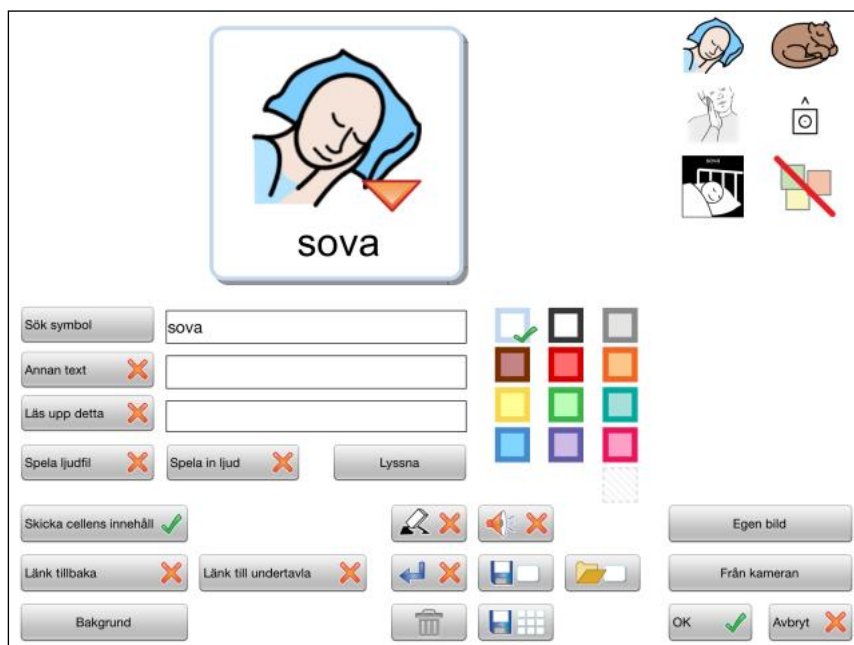 sova
sova
Sök symbol
sova
Annan text
Läs upp detta
Spela ljudfil
Spela in ljud
Lyssna
Skicka cellens innehåll
Egen bild
Länk tillbaka
Länk till undertavla
Från kameran
Bakgrund
OK
Avbryt